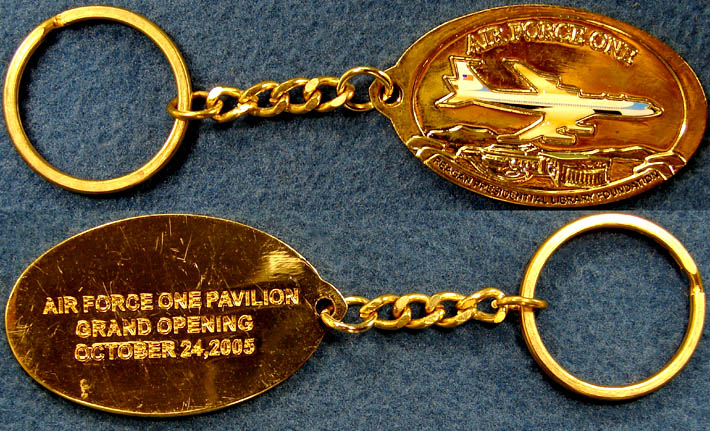 AIR FORCE ONE
REAGAN PRESIDENTIAL LIBRARY FOUNDATION
AIR FORCE ONE PAVILION
GRAND OPENING
OCTOBER 24,2005